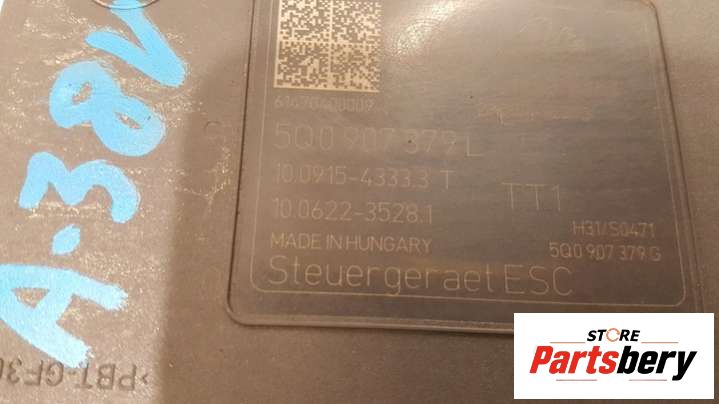 A-38V
61470400009
5Q0 907 379 L
10.0915-4333.3 T
TT1
10.0622-3528.1
H31/S0471
MADE IN HUNGARY
5Q0 907 379 G
Steuergeraet ESC
>PBT-GF30
STORE
Partsbery